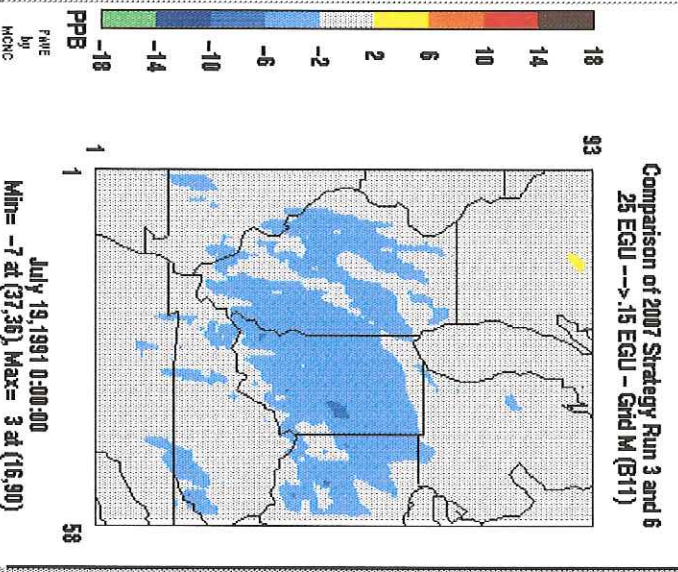 Comparison of 2007 Strategy Run 3 and 6
.25 EGU --> .15 EGU - Grid M (B11)
18
14
10
6
2
-2
-6
-10
-14
-18
PPB
PAVE
by
MCNC
93
1
1
58
July 19,1991 0:00:00
Min= -7 at (37,36), Max= 3 at (16,90)